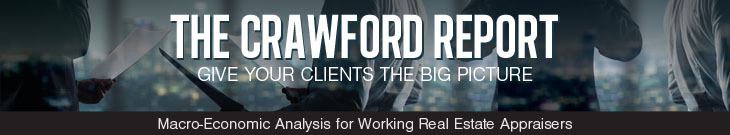 THE CRAWFORD REPORT
GIVE YOUR CLIENTS THE BIG PICTURE
Macro-Economic Analysis for Working Real Estate Appraisers